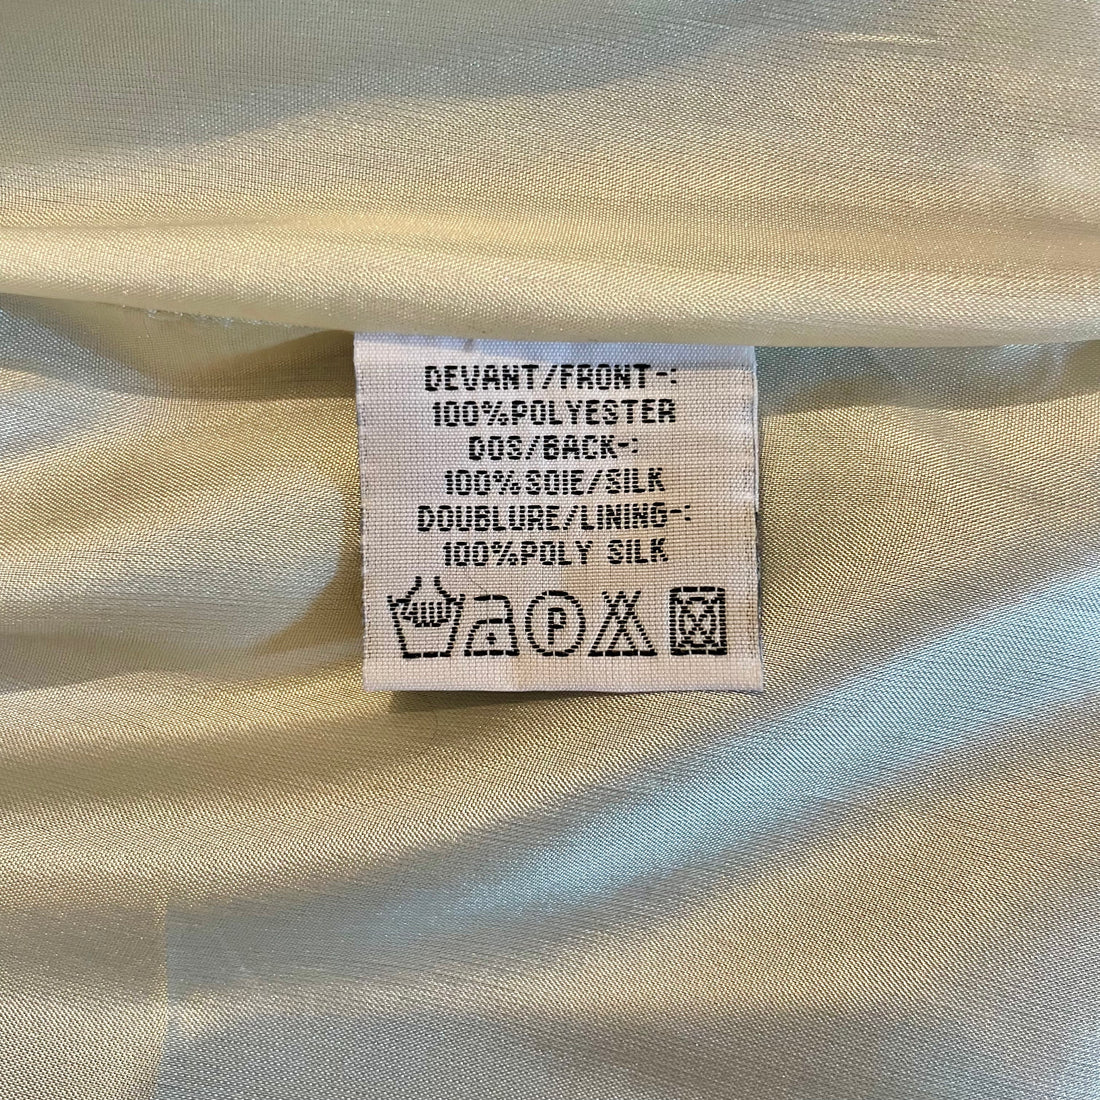 DEVANT/FRONT-:
100%POLYESTER
DOS/BACK-:
100%SOIE/SILK
DOUBLURE/LINING-:
100%POLY SILK
P